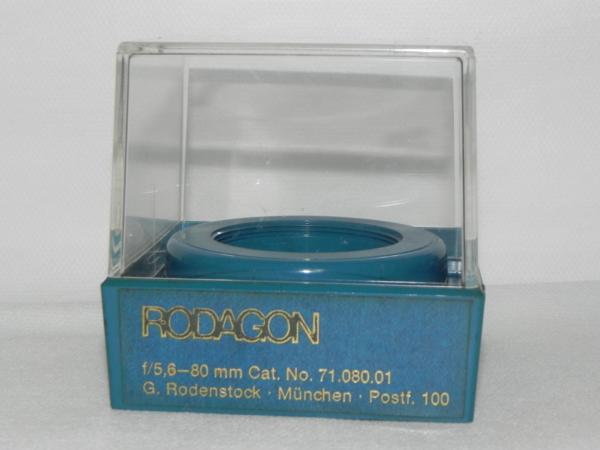 RODAGON
f/5,6–80 mm Cat. No. 71.080.01
G. Rodenstock · München · Postf. 100